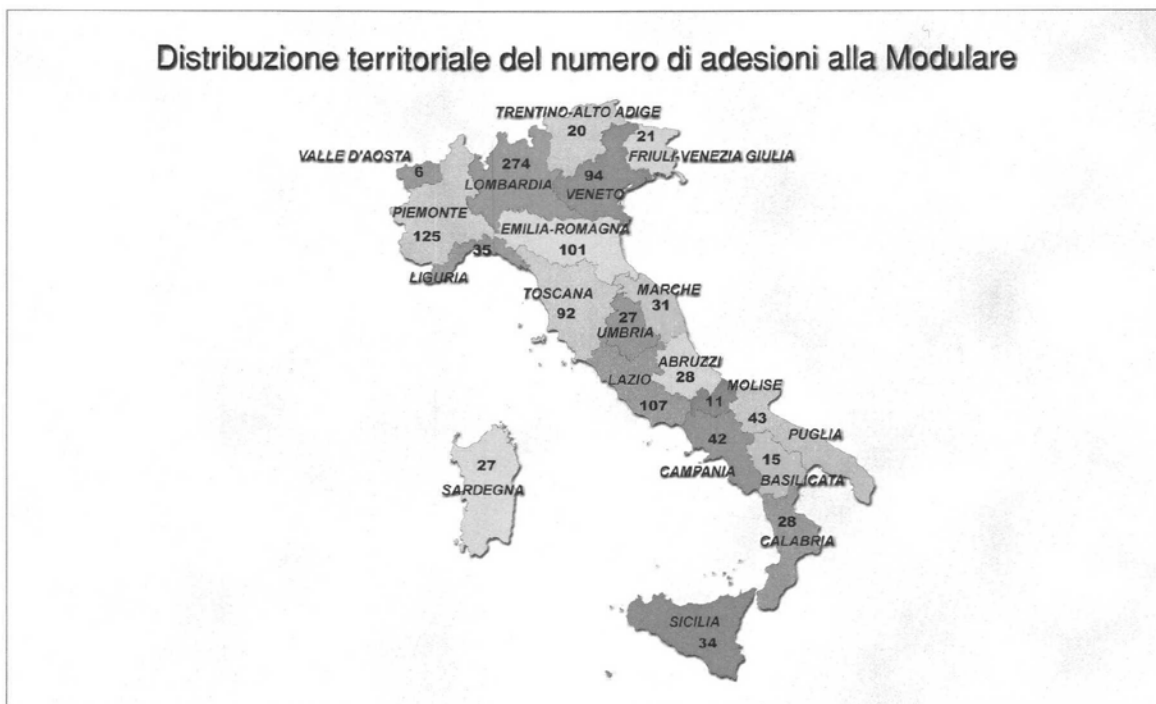 Distribuzione territoriale del numero di adesioni alla Modulare
TRENTINO-ALTO ADIGE
20
21
FRIULI-VENEZIA GIULIA
VALLE D'AOSTA
6
274
LOMBARDIA
94
VENETO
PIEMONTE
125
EMILIA-ROMAGNA
101
35
LIGURIA
TOSCANA
92
MARCHE
31
27
UMBRIA
ABRUZZI
28
LAZIO
107
MOLISE
11
43
PUGLIA
42
CAMPANIA
15
BASILICATA
27
SARDEGNA
28
CALABRIA
SICILIA
34